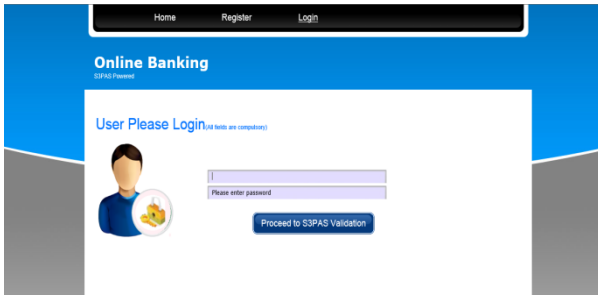 Home Register Login
Online Banking
S3PAS Powered
User Please Login(All fields are compulsory)
Please enter password
Proceed to S3PAS Validation